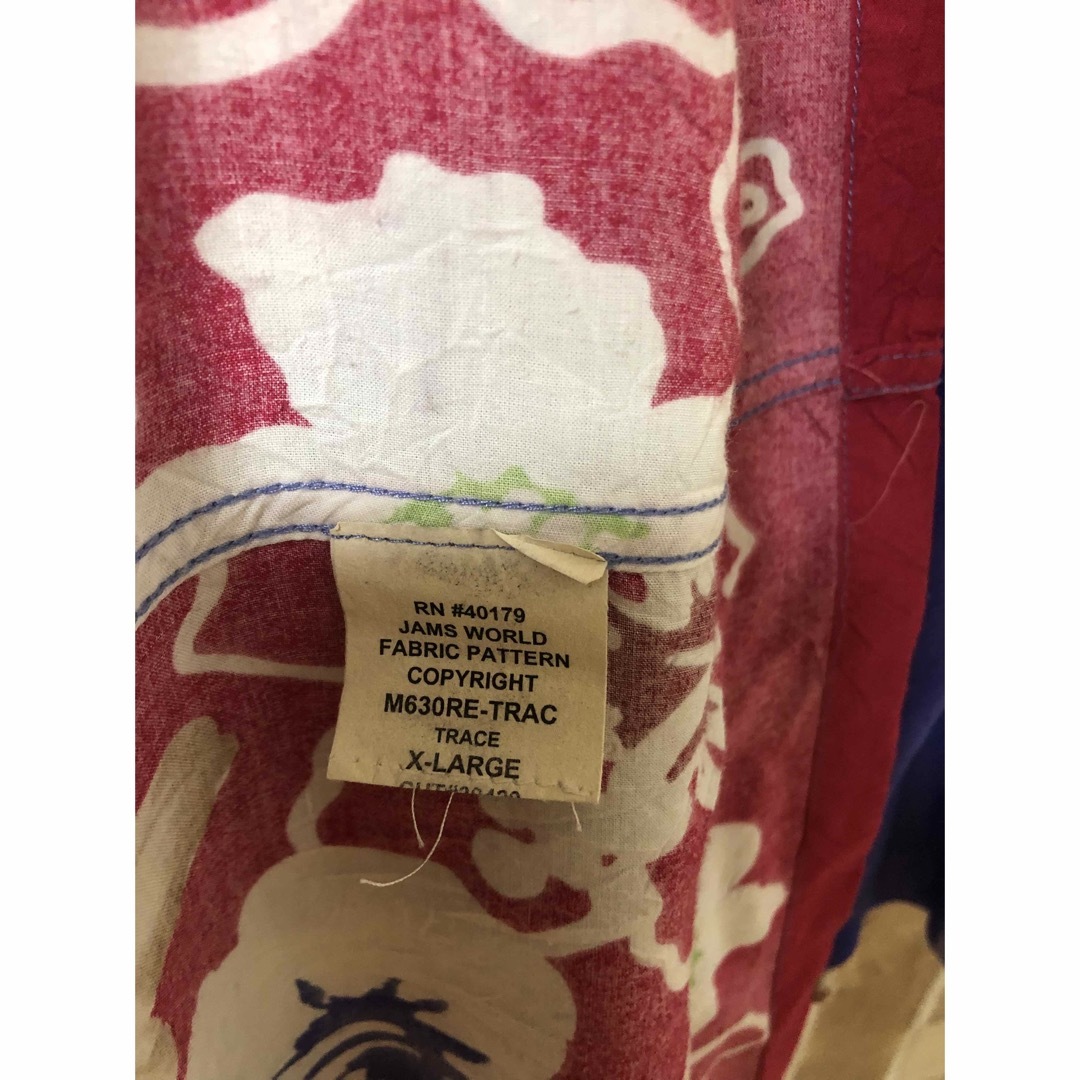 RN #40179
JAMS WORLD
FABRIC PATTERN
COPYRIGHT
M630RE-TRAC
TRACE
X-LARGE